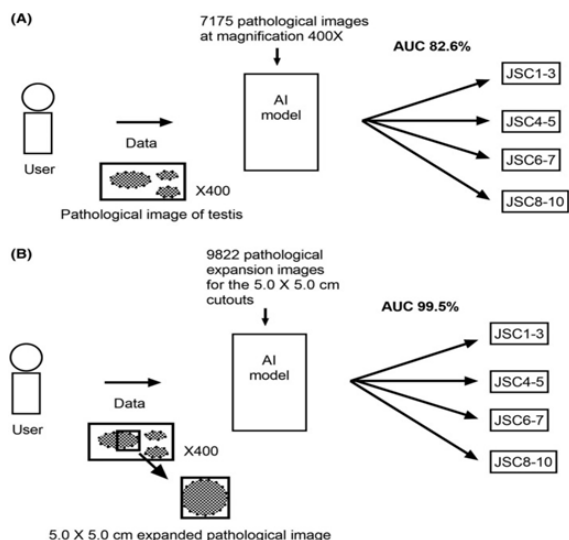 (A)
7175 pathological images
at magnification 400X
AUC 82.6%
AI
model
User
Data
X400
Pathological image of testis
JSC1-3
JSC4-5
JSC6-7
JSC8-10
(B)
9822 pathological
expansion images
for the 5.0 X 5.0 cm
cutouts
AUC 99.5%
AI
model
User
Data
X400
5.0 X 5.0 cm expanded pathological image
JSC1-3
JSC4-5
JSC6-7
JSC8-10